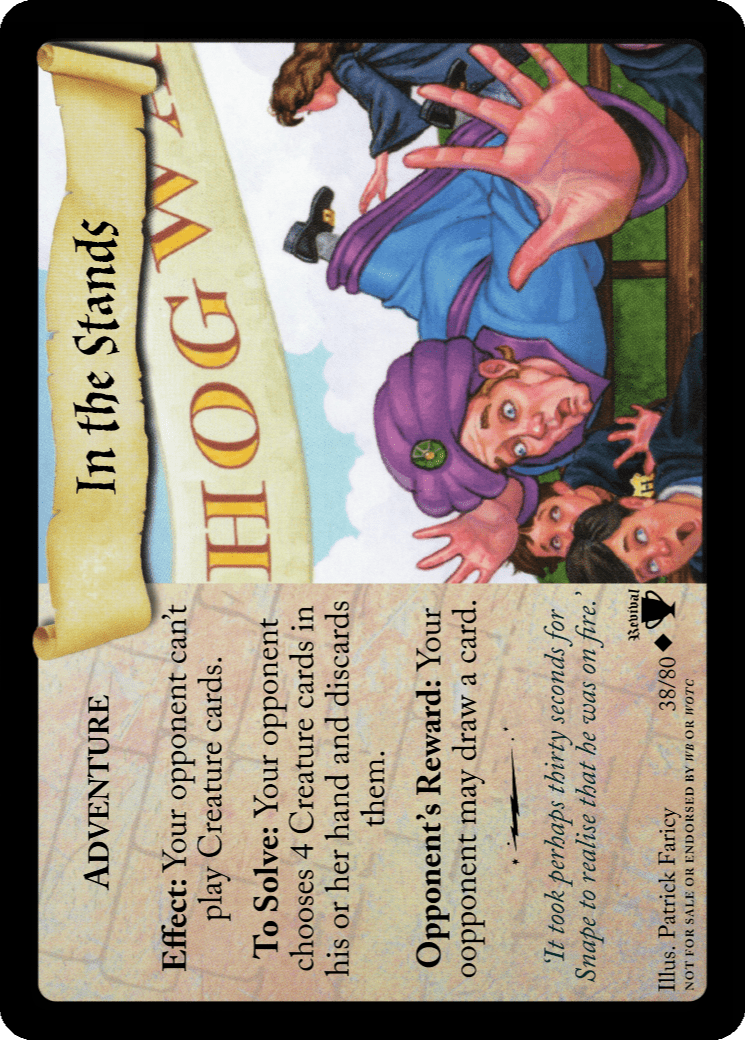 In the Stands
HOGWA
ADVENTURE
Effect: Your opponent can't
play Creature cards.
To Solve: Your opponent
chooses 4 Creature cards in
his or her hand and discards
them.
Opponent's Reward: Your
opponent may draw a card.
'It took perhaps thirty seconds for
Snape to realise that he was on fire.'
Revival
Illus. Patrick Faricy 38/80
NOT FOR SALE OR ENDORSED BY WB OR WOTC